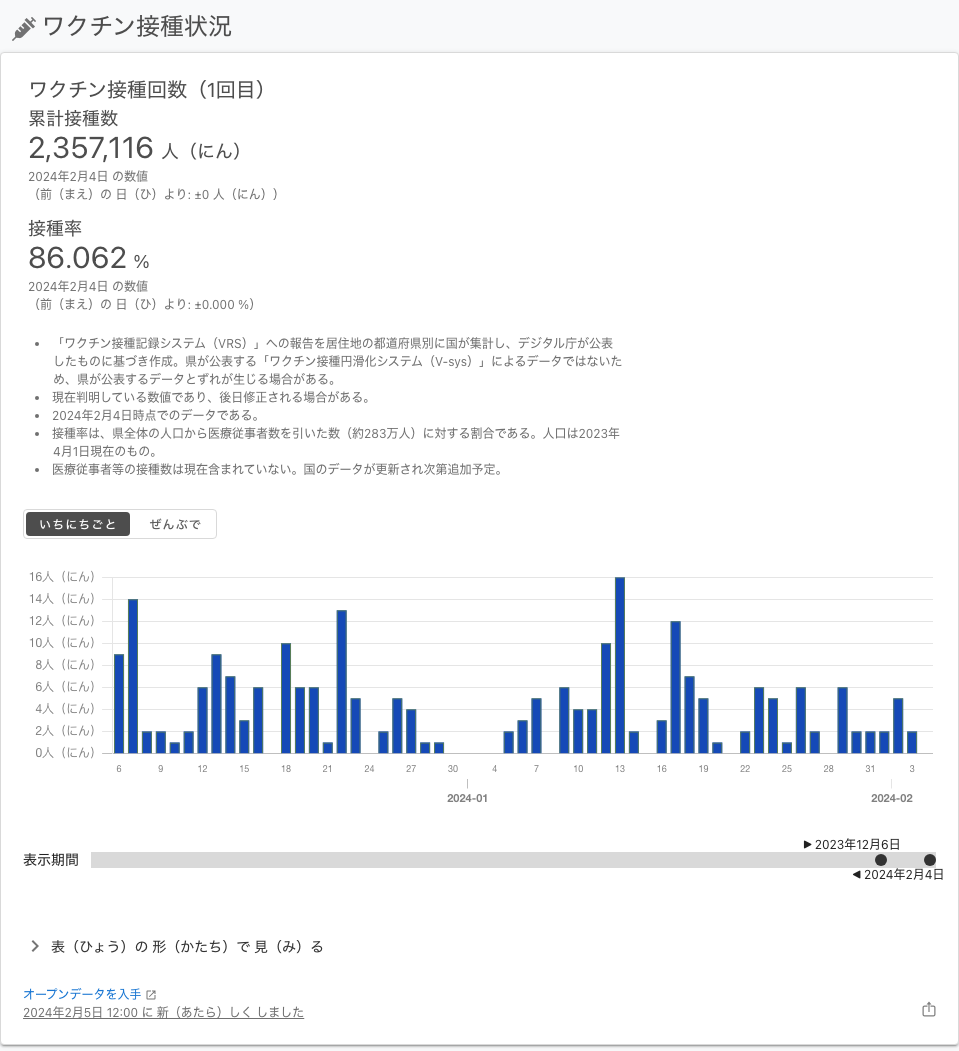 ワクチン接種状況
ワクチン接種回数（1回目）
累計接種数
2,357,116 人（にん）
2024年2月4日 の数値
（前（まえ）の 日（ひ）より: ±0 人（にん））
接種率
86.062 %
2024年2月4日 の数値
（前（まえ）の 日（ひ）より: ±0.000 %）
• 「ワクチン接種記録システム（VRS）」への報告を居住地の都道府県別に国が集計し、デジタル庁が公表
したものに基づき作成。県が公表する「ワクチン接種円滑化システム（V-sys）」によるデータではないた
め、県が公表するデータとずれが生じる場合がある。
• 現在判明している数値であり、後日修正される場合がある。
• 2024年2月4日時点でのデータである。
• 接種率は、県全体の人口から医療従事者数を引いた数（約283万人）に対する割合である。人口は2023年
4月1日現在のもの。
• 医療従事者等の接種数は現在含まれていない。国のデータが更新され次第追加予定。
いちにちごと ぜんぶで
16人（にん）
14人（にん）
12人（にん）
10人（にん）
8人（にん）
6人（にん）
4人（にん）
2人（にん）
0人（にん）
6 9 12 15 18 21 24 27 30 4 7 10 13 16 19 22 25 28 31 3
2024-01 2024-02
▶ 2023年12月6日
表示期間
◀ 2024年2月4日
表（ひょう）の 形（かたち）で 見（み）る
オープンデータを入手
2024年2月5日 12:00 に 新（あたら）しく しました